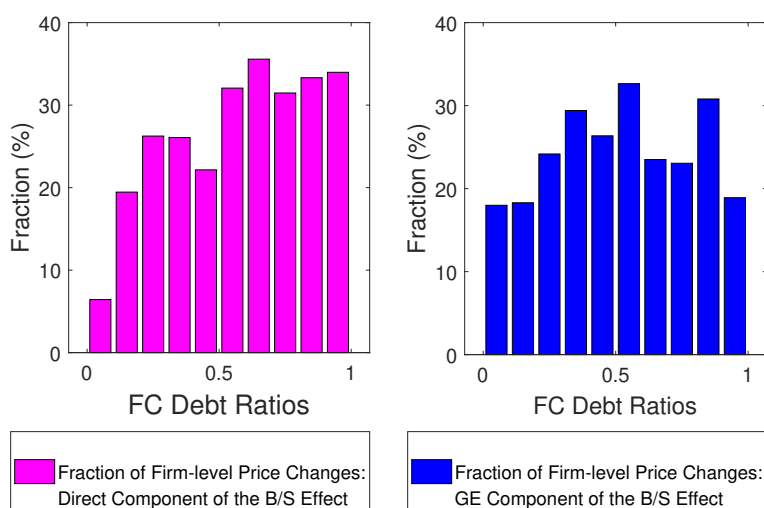 40
30
20
10
0
Fraction (%)
0 0.5 1
FC Debt Ratios
Fraction of Firm-level Price Changes:
Direct Component of the B/S Effect
40
30
20
10
0
Fraction (%)
0 0.5 1
FC Debt Ratios
Fraction of Firm-level Price Changes:
GE Component of the B/S Effect